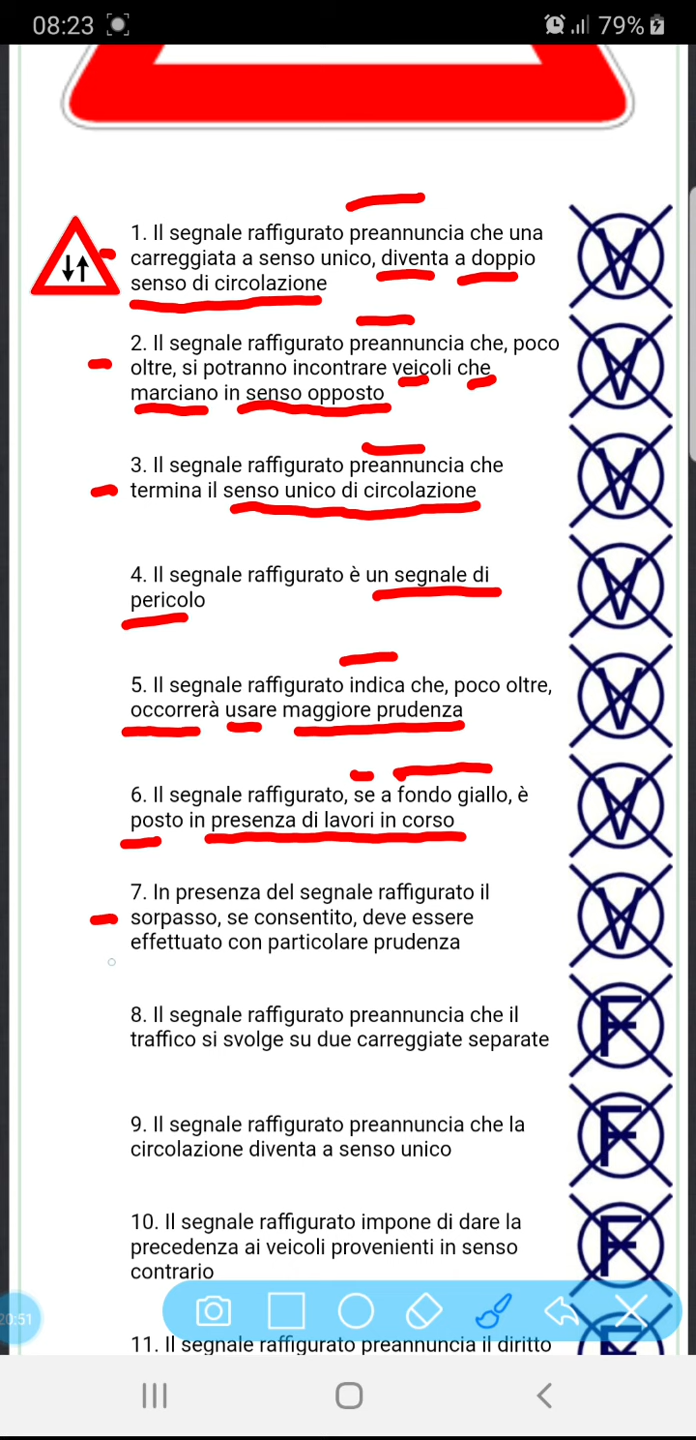 08:23
79%
1. Il segnale raffigurato preannuncia che una
carreggiata a senso unico, diventa a doppio
senso di circolazione
V
2. Il segnale raffigurato preannuncia che, poco
oltre, si potranno incontrare veicoli che
marciano in senso opposto
V
3. Il segnale raffigurato preannuncia che
termina il senso unico di circolazione
V
4. Il segnale raffigurato è un segnale di
pericolo
V
5. Il segnale raffigurato indica che, poco oltre,
occorrerà usare maggiore prudenza
V
6. Il segnale raffigurato, se a fondo giallo, è
posto in presenza di lavori in corso
V
7. In presenza del segnale raffigurato il
sorpasso, se consentito, deve essere
effettuato con particolare prudenza
V
8. Il segnale raffigurato preannuncia che il
traffico si svolge su due carreggiate separate
F
9. Il segnale raffigurato preannuncia che la
circolazione diventa a senso unico
F
10. Il segnale raffigurato impone di dare la
precedenza ai veicoli provenienti in senso
contrario
F
20:51
11. Il segnale raffigurato preannuncia il diritto
F